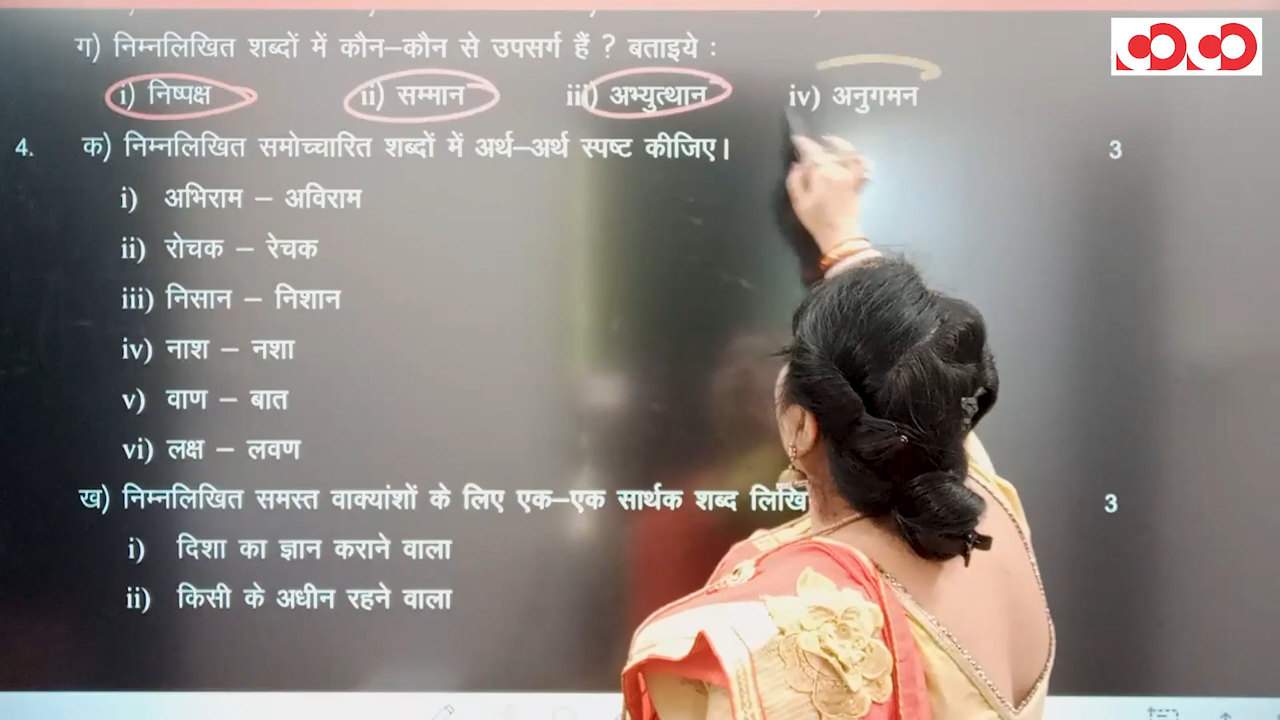 ग) निम्नलिखित शब्दों में कौन–कौन से उपसर्ग हैं ? बताइये :
i) निष्पक्ष ii) सम्मान iii) अभ्युत्थान iv) अनुगमन
4. क) निम्नलिखित समोच्चारित शब्दों में अर्थ–अर्थ स्पष्ट कीजिए। 3
i) अभिराम – अविराम
ii) रोचक – रेचक
iii) निसान – निशान
iv) नाश – नशा
v) वाण – बात
vi) लक्ष – लवण
ख) निम्नलिखित समस्त वाक्यांशों के लिए एक–एक सार्थक शब्द 3
i) दिशा का ज्ञान कराने वाला
ii) किसी के अधीन रहने वाला